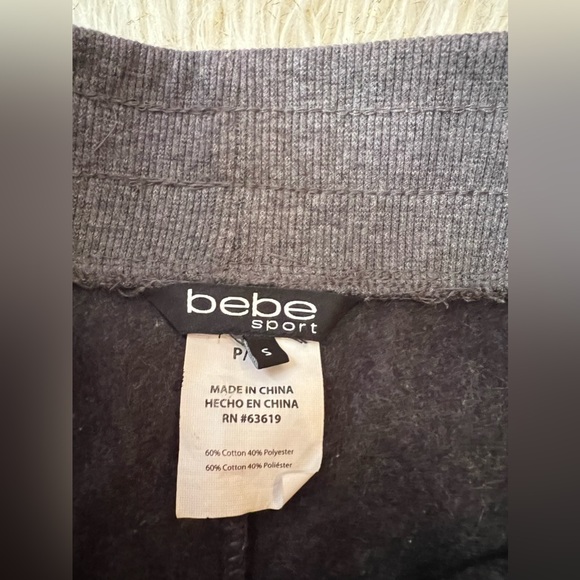 bebe
sport
S
P/
MADE IN CHINA
HECHO EN CHINA
RN #63619
60% Cotton 40% Polyester
60% Cotton 40% Poliéster